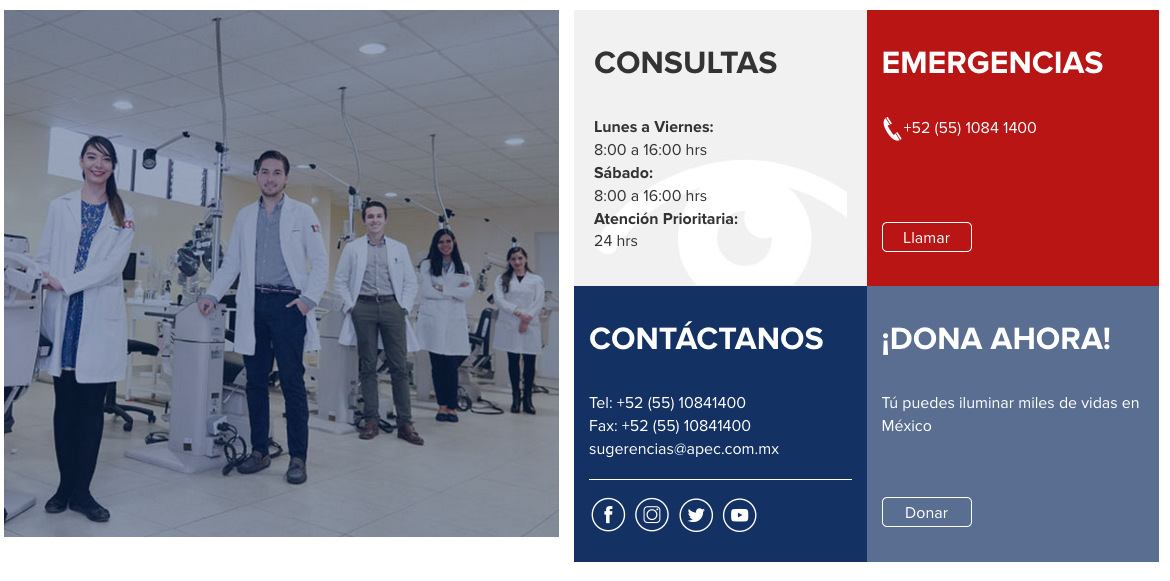 CONSULTAS
Lunes a Viernes:
8:00 a 16:00 hrs
Sábado:
8:00 a 16:00 hrs
Atención Prioritaria:
24 hrs
EMERGENCIAS
+52 (55) 1084 1400
Llamar
CONTÁCTANOS
Tel: +52 (55) 10841400
Fax: +52 (55) 10841400
sugerencias@apec.com.mx
¡DONA AHORA!
Tú puedes iluminar miles de vidas en
México
Donar